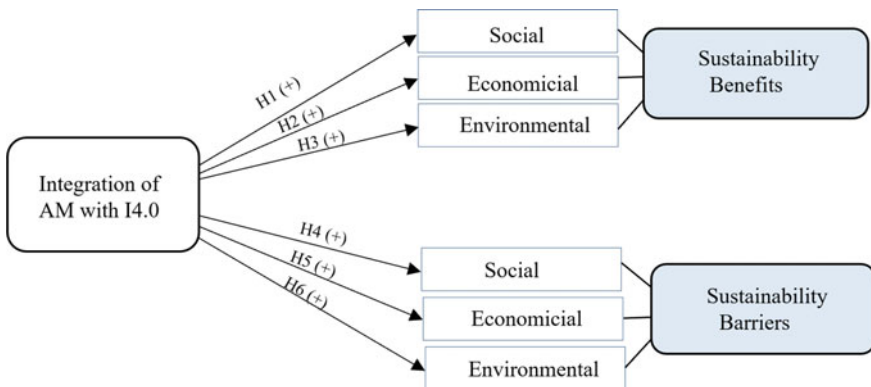 Social
Economicial
Environmental
Sustainability
Benefits
H1 (+)
H2 (+)
H3 (+)
Integration of
AM with I4.0
H4 (+)
H5 (+)
H6 (+)
Social
Economicial
Environmental
Sustainability
Barriers